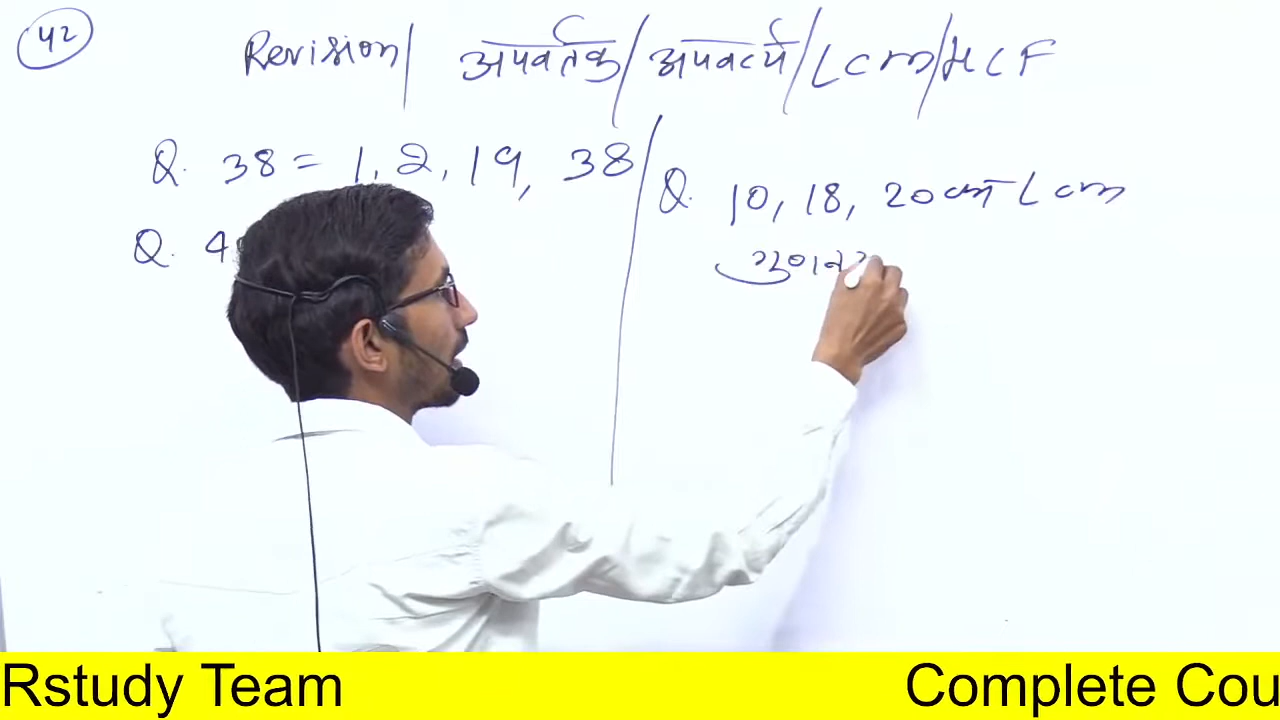 42
Revision / अपवर्तक / अपवर्त्य / LCM / HCF
Q. 38 = 1, 2, 19, 38
Q. 10, 18, 20 का LCM
Q. 4
गुणन
Rstudy Team
Complete Cou